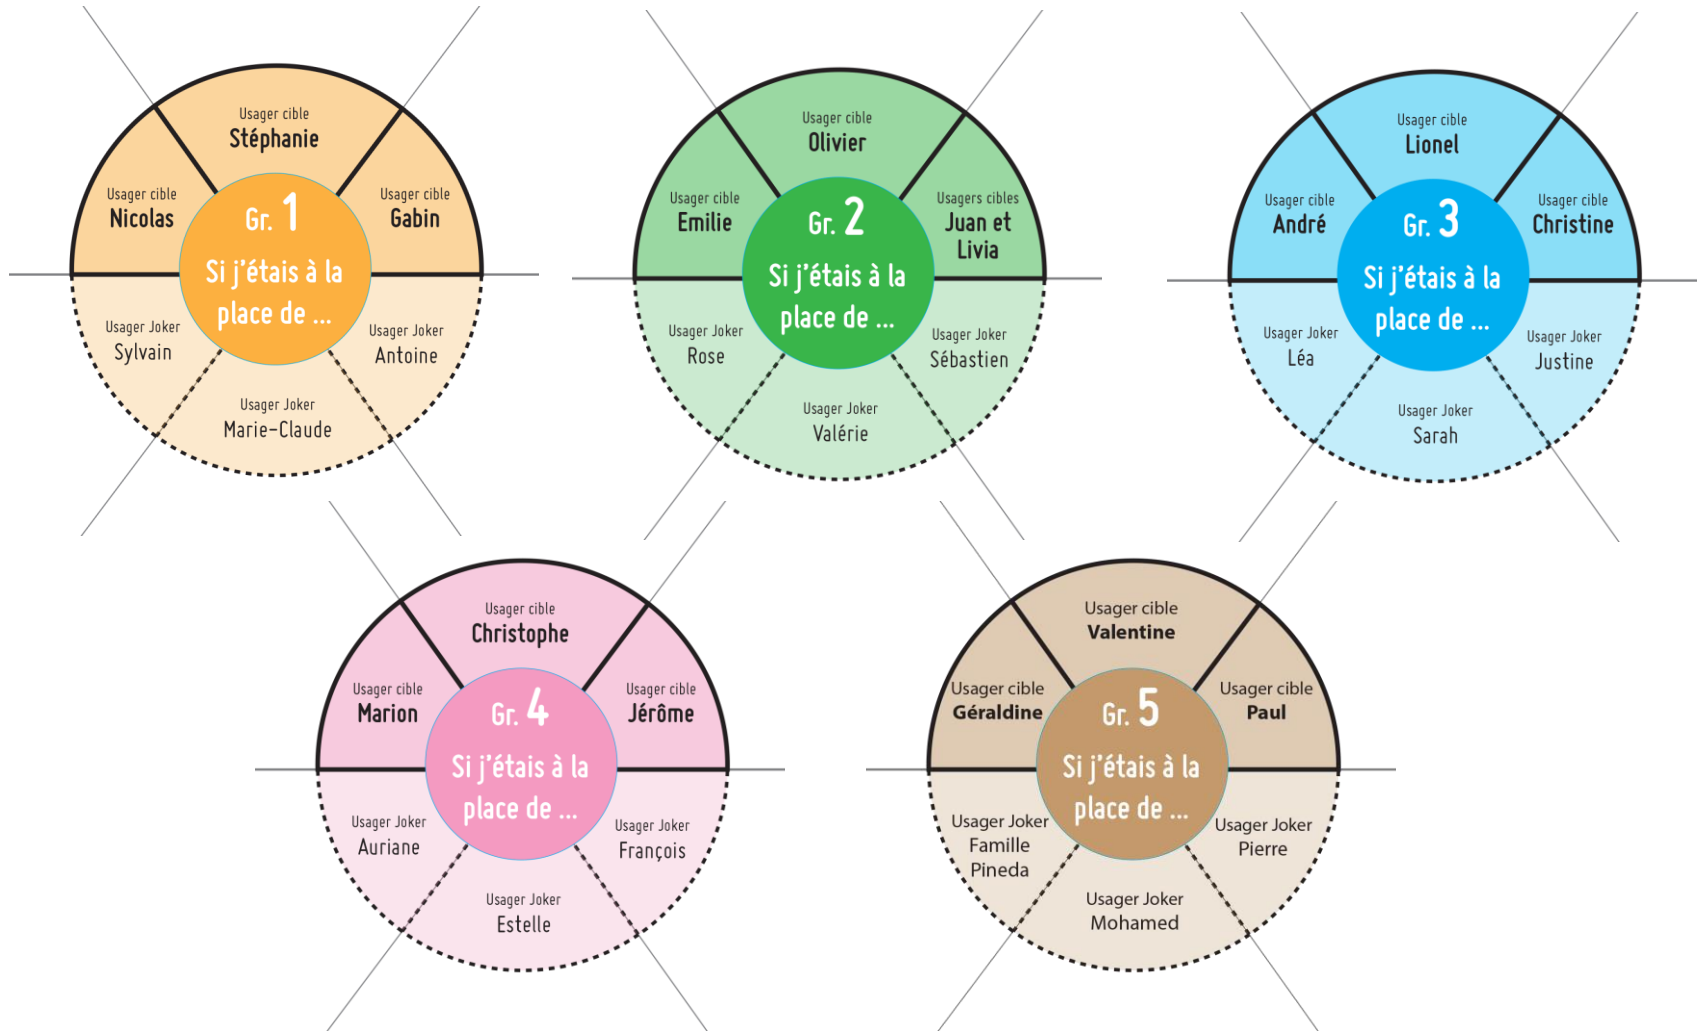 Usager cible
Stéphanie
Usager cible
Nicolas
Usager cible
Gabin
Gr. 1
Si j'étais à la
place de ...
Usager Joker
Sylvain
Usager Joker
Antoine
Usager Joker
Marie-Claude
Usager cible
Olivier
Usager cible
Emilie
Usagers cibles
Juan et
Livia
Gr. 2
Si j'étais à la
place de ...
Usager Joker
Rose
Usager Joker
Sébastien
Usager Joker
Valérie
Usager cible
Lionel
Usager cible
André
Usager cible
Christine
Gr. 3
Si j'étais à la
place de ...
Usager Joker
Léa
Usager Joker
Justine
Usager Joker
Sarah
Usager cible
Christophe
Usager cible
Marion
Usager cible
Jérôme
Gr. 4
Si j'étais à la
place de ...
Usager Joker
Auriane
Usager Joker
François
Usager Joker
Estelle
Usager cible
Valentine
Usager cible
Géraldine
Usager cible
Paul
Gr. 5
Si j'étais à la
place de ...
Usager Joker
Famille
Pineda
Usager Joker
Pierre
Usager Joker
Mohamed